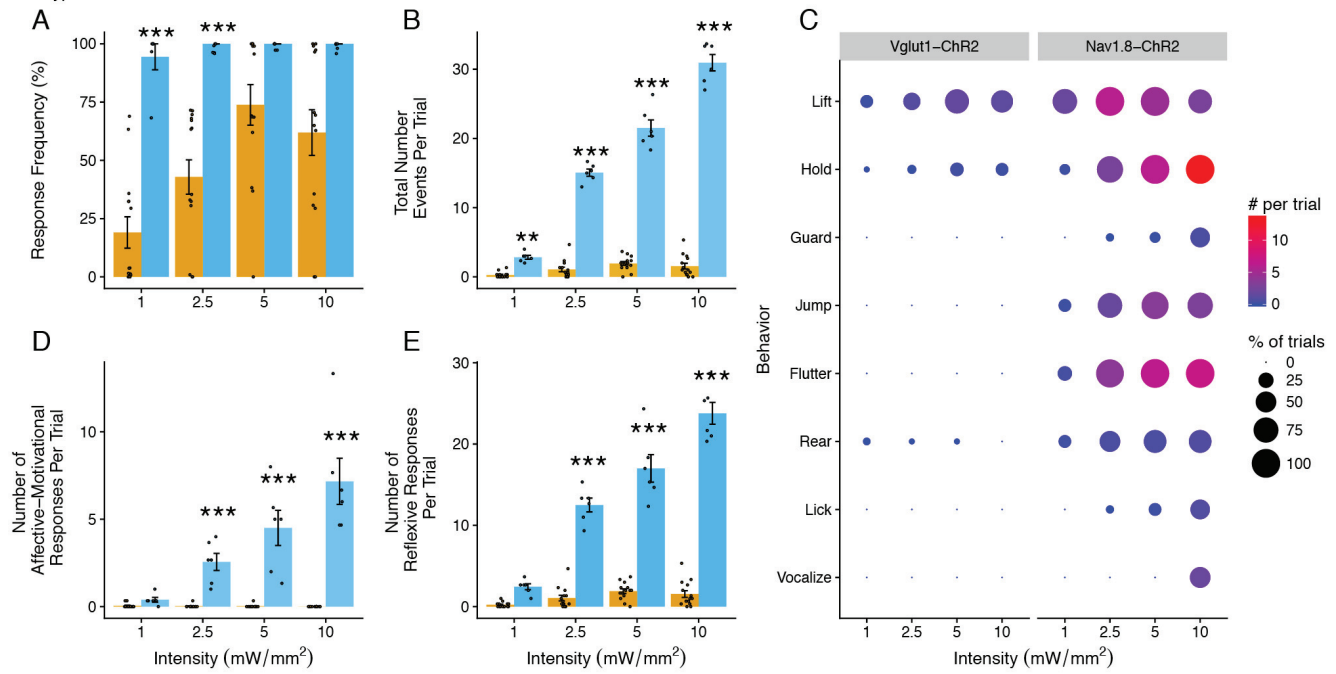 A
Response Frequency (%)
100
75
50
25
0
***
***
1
2.5
5
10
B
Total Number
Events Per Trial
30
20
10
0
**
***
***
***
1
2.5
5
10
C
Vglut1−ChR2
Nav1.8−ChR2
Behavior
Lift
Hold
Guard
Jump
Flutter
Rear
Lick
Vocalize
1
2.5
5
10
1
2.5
5
10
Intensity (mW/mm²)
# per trial
10
5
0
% of trials
0
25
50
75
100
D
Number of
Affective−Motivational
Responses Per Trial
10
5
0
***
***
***
1
2.5
5
10
Intensity (mW/mm²)
E
Number of
Reflexive Responses
Per Trial
30
20
10
0
***
***
***
1
2.5
5
10
Intensity (mW/mm²)